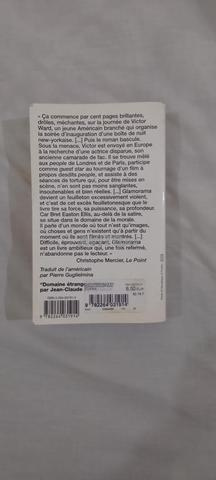 « Ça commence par cent pages brillantes,
drôles, méchantes, sur la journée de Victor
Ward, un jeune Américain branché qui organise
la soirée d'inauguration d'une boîte de nuit
new-yorkaise. [...] Puis le roman bascule.
Sous la menace, Victor est envoyé en Europe
à la recherche d'une actrice disparue, son
ancienne camarade de fac. Il se trouve mêlé
aux people de Londres et de Paris, participe
comme guest star au tournage d'un film à
propos desdits people, et assiste à des
séances de torture qui, pour être mises en
scène, n'en sont pas moins sanglantes,
insoutenables et bien réelles. [...] Glamorama
devient un feuilleton excessivement violent,
et c'est de cet excès feuilletonesque que le
livre tire sa force, sa puissance, sa profondeur.
Car Bret Easton Ellis, au-delà de la satire,
se situe dans le monde de la morale.
Il parle d'un monde où tout n'est qu'images,
où choses et gens n'existent qu'à partir du
moment où ils sont filmés et montrés. [...]
Difficile, éprouvant, agaçant, Glamorama
est un livre ambitieux qui, une fois refermé,
n'abandonne pas le lecteur. »
Christophe Mercier, Le Point
Traduit de l'américain
par Pierre Guglielmina
"Domaine étrang
par Jean-Claude
9 782264 031914
9 782264 031914